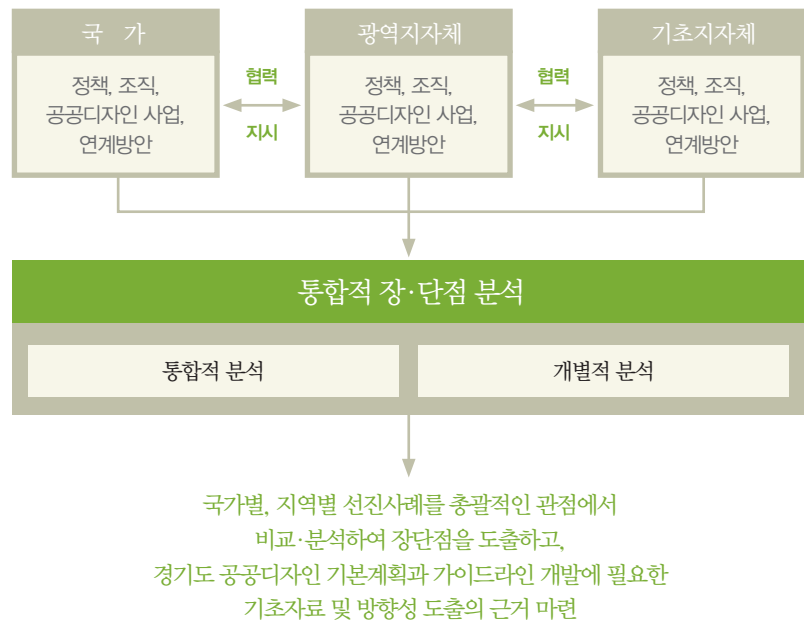 국 가
정책, 조직,
공공디자인 사업,
연계방안
협력
지시
광역지자체
정책, 조직,
공공디자인 사업,
연계방안
협력
지시
기초지자체
정책, 조직,
공공디자인 사업,
연계방안
통합적 장·단점 분석
통합적 분석
개별적 분석
국가별, 지역별 선진사례를 총괄적인 관점에서
비교·분석하여 장단점을 도출하고,
경기도 공공디자인 기본계획과 가이드라인 개발에 필요한
기초자료 및 방향성 도출의 근거 마련